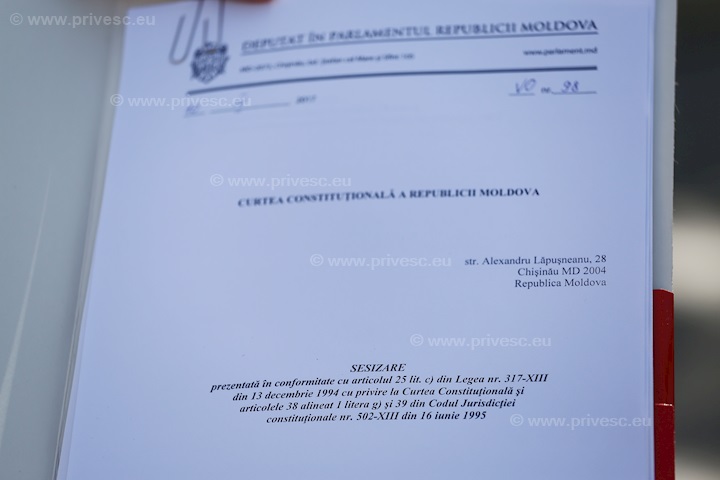 © www.privesc.eu
DEPUTAT ÎN PARLAMENTUL REPUBLICII MOLDOVA
www.parlament.md
© www.privesc.eu
2017
nr. 98
© www.privesc.eu
CURTEA CONSTITUȚIONALĂ A REPUBLICII MOLDOVA
© www.privesc.eu
str. Alexandru Lăpușneanu, 28
Chișinău MD 2004
Republica Moldova
© www.privesc.eu
SESIZARE
prezentată în conformitate cu articolul 25 lit. c) din Legea nr. 317-XIII
din 13 decembrie 1994 cu privire la Curtea Constituțională și
articolele 38 alineat 1 litera g) și 39 din Codul Jurisdicției
constituționale nr. 502-XIII din 16 iunie 1995
© www.privesc.eu